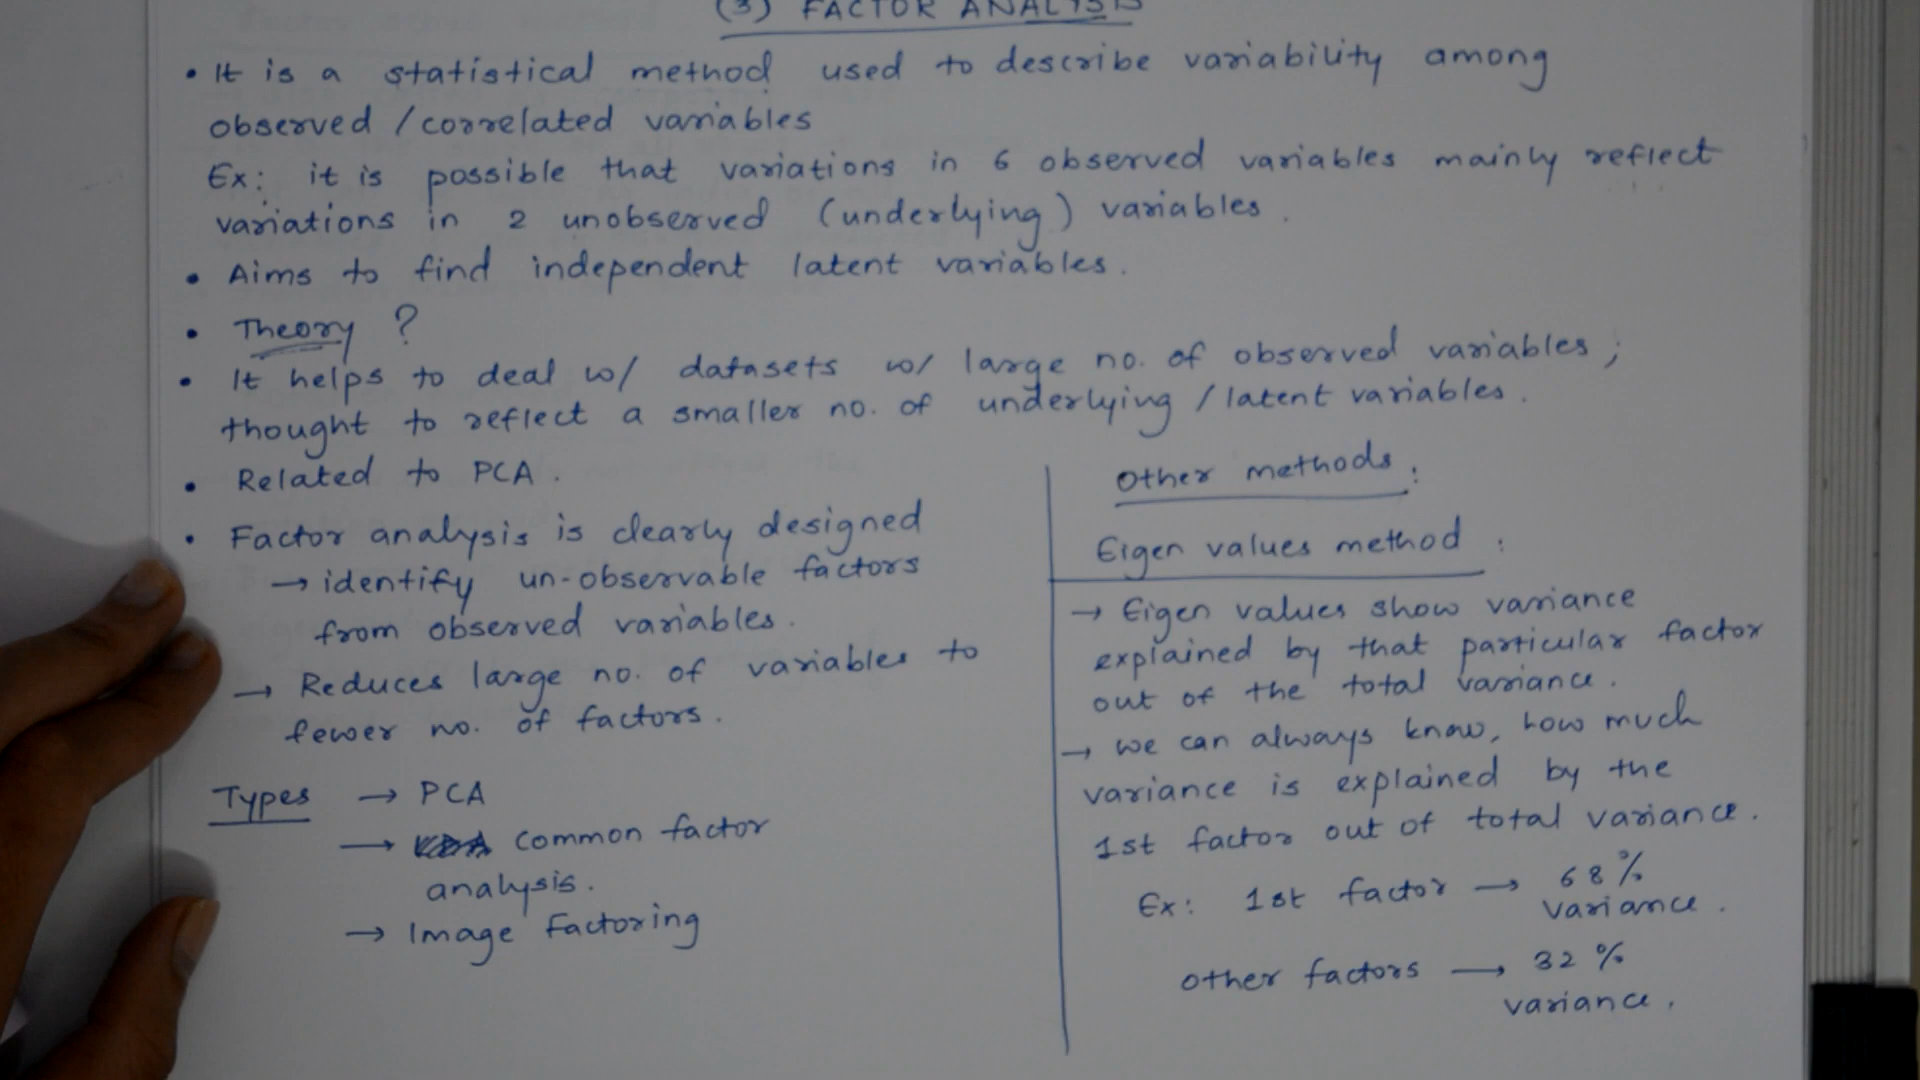 (3) FACTOR ANALYSIS
• It is a statistical method used to describe variability among
observed / correlated variables
Ex: it is possible that variations in 6 observed variables mainly reflect
variations in 2 unobserved (underlying) variables.
• Aims to find independent latent variables.
• Theory ?
• It helps to deal w/ datasets w/ large no. of observed variables;
thought to reflect a smaller no. of underlying / latent variables.
• Related to PCA.
• Factor analysis is clearly designed
→ identify un-observable factors
from observed variables.
→ Reduces large no. of variables to
fewer no. of factors.
Types → PCA
→ common factor
analysis.
→ Image Factoring
Other methods:
Eigen values method :
→ Eigen values show variance
explained by that particular factor
out of the total variance.
→ we can always know, how much
variance is explained by the
1st factor out of total variance.
Ex: 1st factor → 68%
variance.
other factors → 32%
variance.